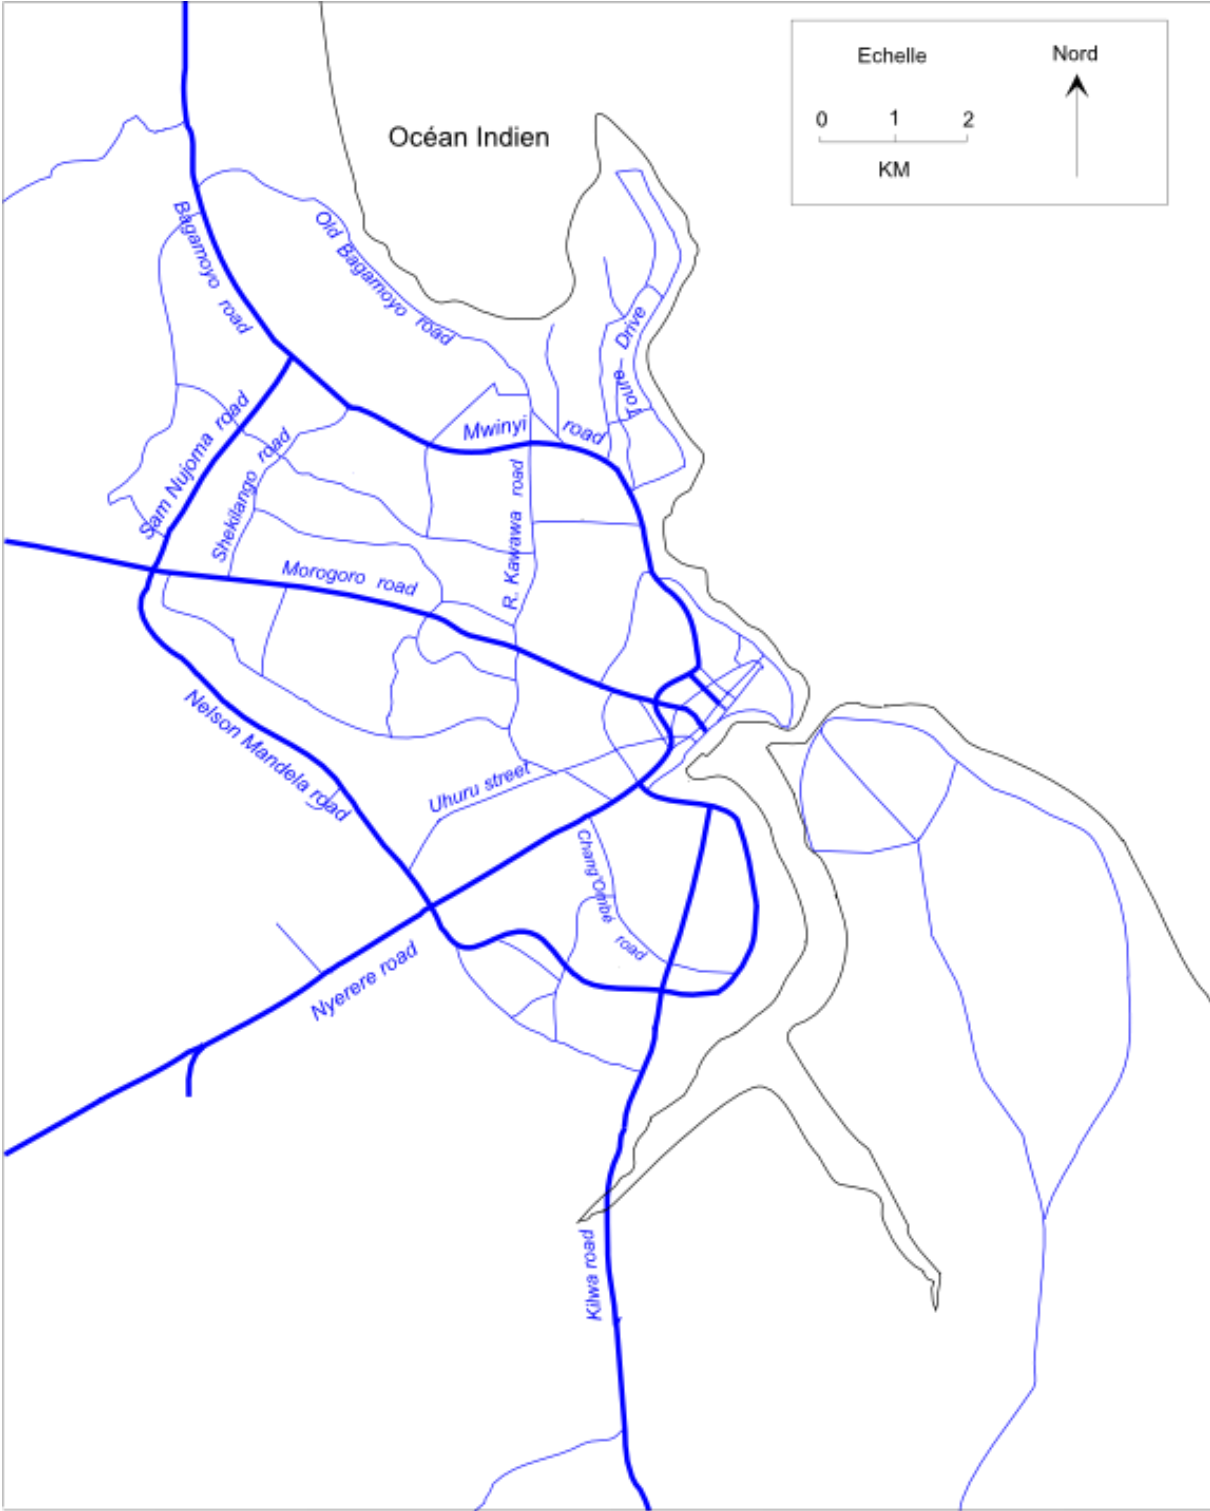 Echelle
Nord
0 1 2
KM
Océan Indien
Bagamoyo road
Old Bagamoyo road
Toure Drive
Mwinyi road
Sam Nujoma road
Shekilango road
R. Kawawa road
Morogoro road
Nelson Mandela road
Uhuru street
Chang'Ombé road
Nyerere road
Kilwa road